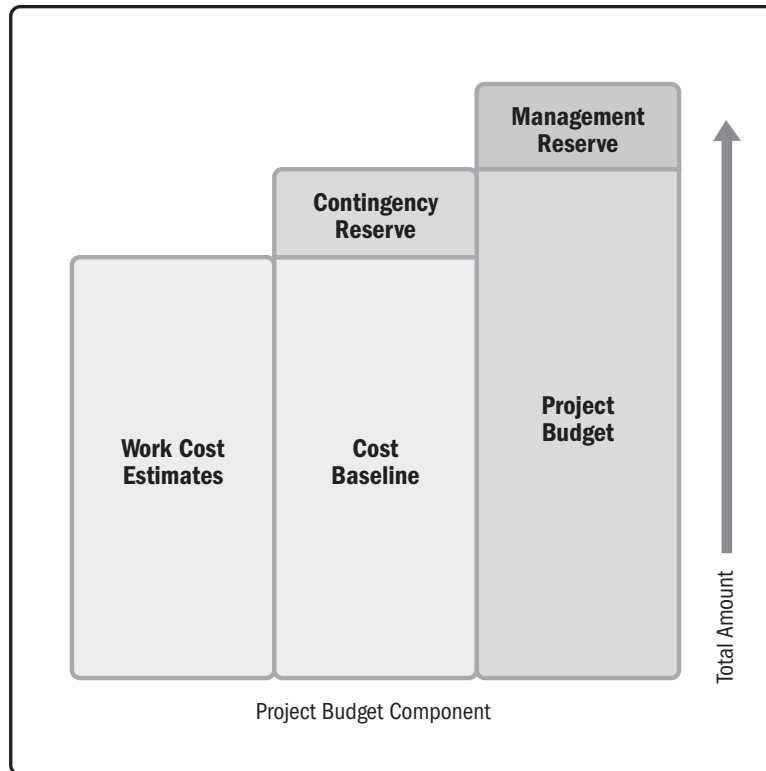 Management
Reserve
Contingency
Reserve
Work Cost
Estimates
Cost
Baseline
Project
Budget
Total Amount
Project Budget Component